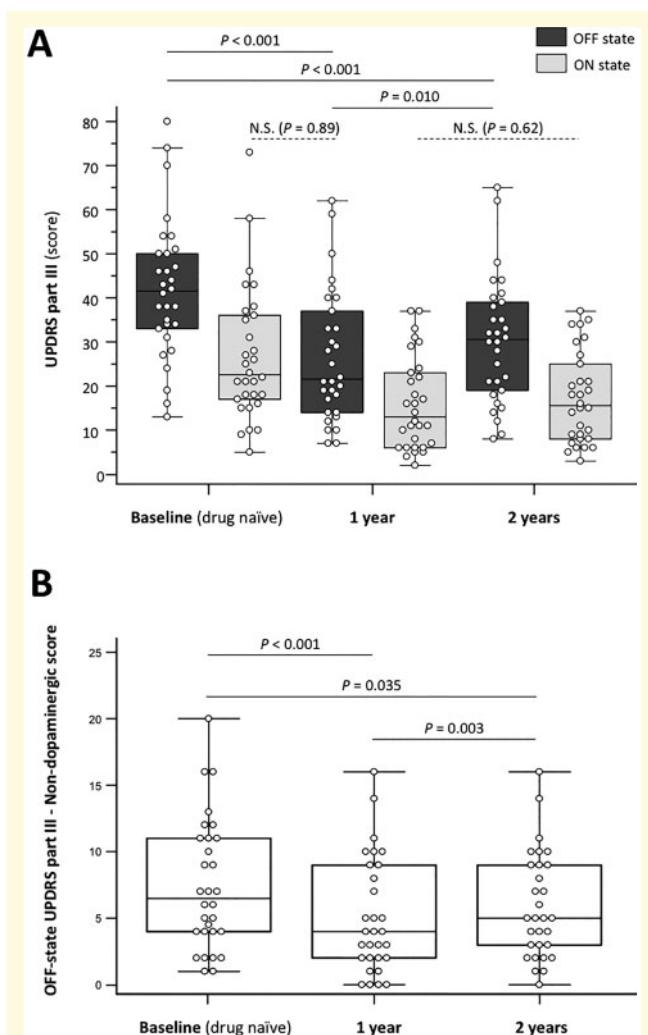 A
P < 0.001
OFF state
ON state
P < 0.001
P = 0.010
N.S. (P = 0.89)
N.S. (P = 0.62)
UPDRS part III (score)
80
70
60
50
40
30
20
10
0
Baseline (drug naïve)
1 year
2 years
B
OFF-state UPDRS part III - Non-dopaminergic score
P < 0.001
P = 0.035
P = 0.003
25
20
15
10
5
0
Baseline (drug naïve)
1 year
2 years